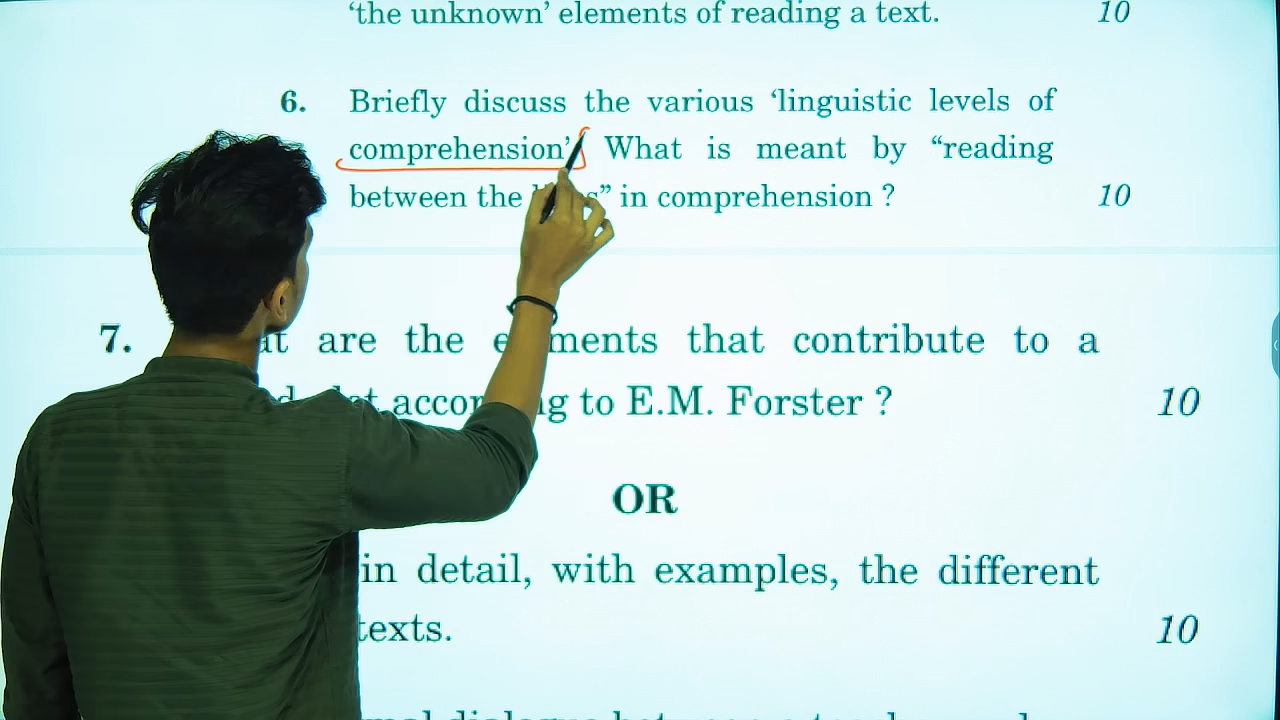 ‘the unknown’ elements of reading a text. 10
6. Briefly discuss the various ‘linguistic levels of
comprehension’. What is meant by “reading
between the ” in comprehension ? 10
7. are the that contribute to a
to E.M. Forster ? 10
OR
in detail, with examples, the different
texts. 10
dialogue between a